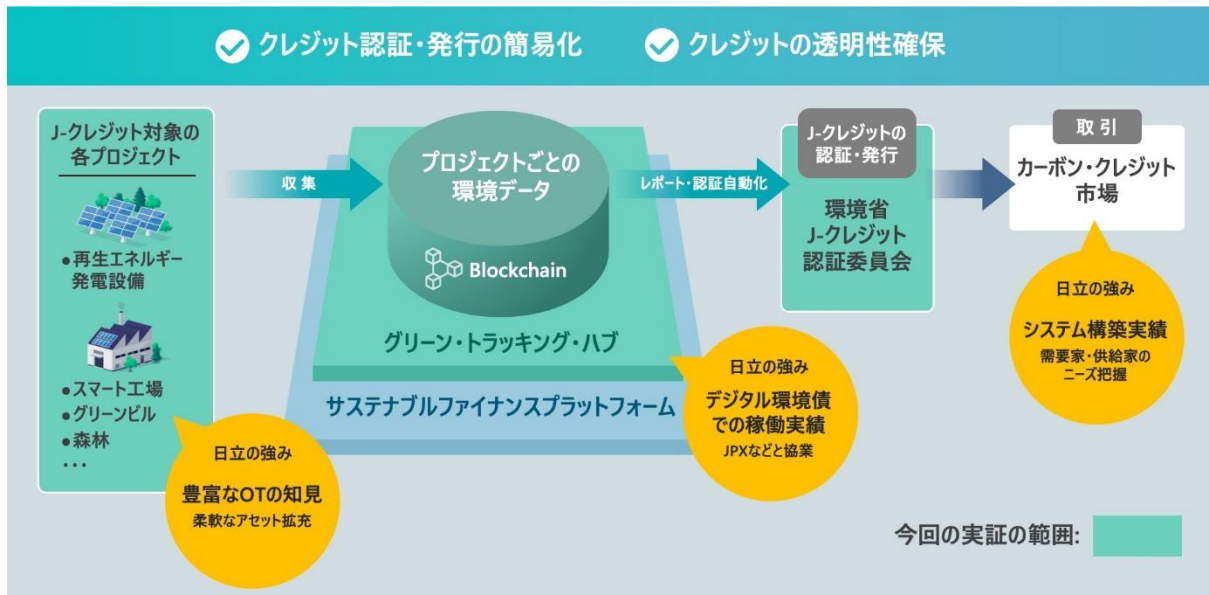 クレジット認証・発行の簡易化
クレジットの透明性確保
J-クレジット対象の
各プロジェクト
●再生エネルギー
発電設備
●スマート工場
●グリーンビル
●森林
･･･
日立の強み
豊富なOTの知見
柔軟なアセット拡充
収集
プロジェクトごとの
環境データ
Blockchain
グリーン・トラッキング・ハブ
サステナブルファイナンスプラットフォーム
日立の強み
デジタル環境債
での稼働実績
JPXなどと協業
レポート・認証自動化
J-クレジットの
認証・発行
環境省
J-クレジット
認証委員会
取引
カーボン・クレジット
市場
日立の強み
システム構築実績
需要家・供給家の
ニーズ把握
今回の実証の範囲: